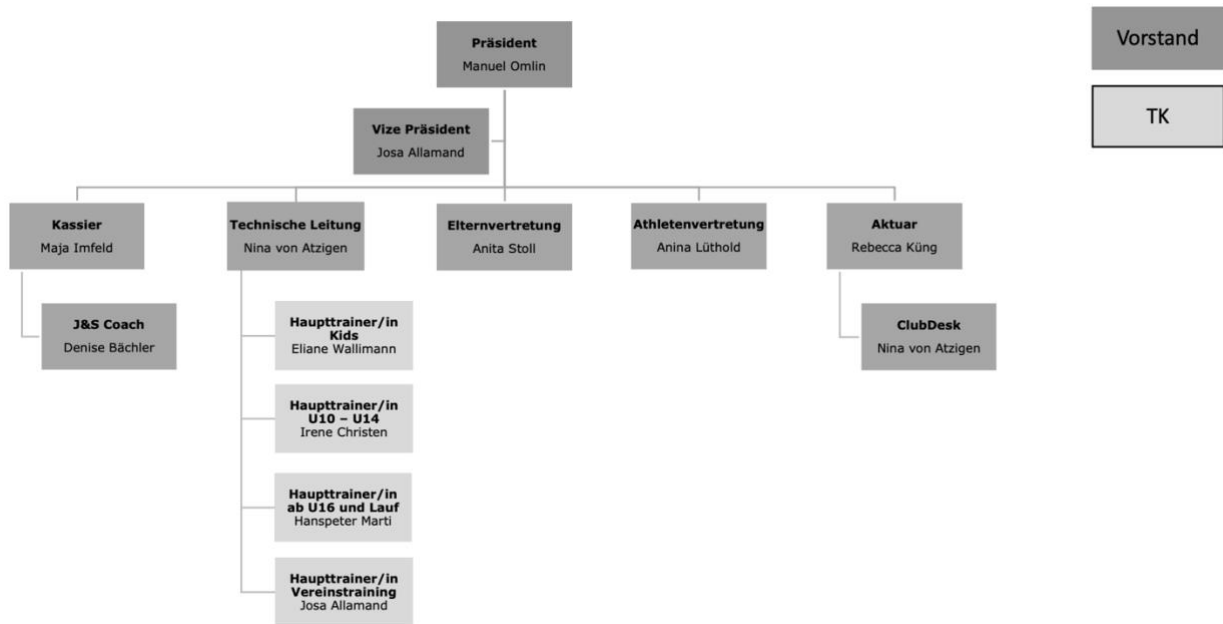 Präsident
Manuel Omlin
Vorstand
TK
Vize Präsident
Josa Allamand
Kassier
Maja Imfeld
Technische Leitung
Nina von Atzigen
Elternvertretung
Anita Stoll
Athletenvertretung
Anina Lüthold
Aktuar
Rebecca Küng
J&S Coach
Denise Bächler
Haupttrainer/in
Kids
Eliane Wallimann
ClubDesk
Nina von Atzigen
Haupttrainer/in
U10 – U14
Irene Christen
Haupttrainer/in
ab U16 und Lauf
Hanspeter Marti
Haupttrainer/in
Vereinstraining
Josa Allamand